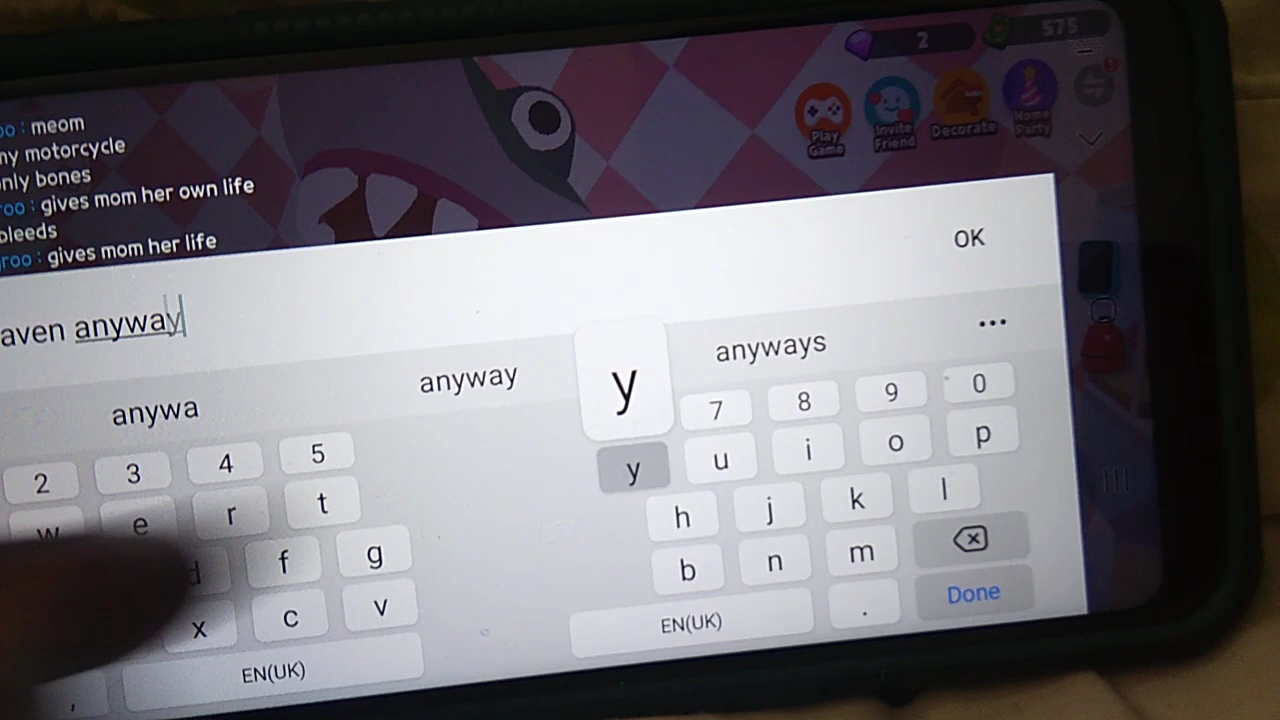 2
575
Play Game
Invite Friend
Decorate
Home Party
oo : meom
ny motorcycle
nly bones
roo : gives mom her own life
bleeds
groo : gives mom her life
OK
aven anyway
anywa
anyway
y
anyways
...
2 3 4 5 7 8 9 0
w e r t y u i o p
d f g h j k l
x c v b n m
, EN(UK) EN(UK) . Done